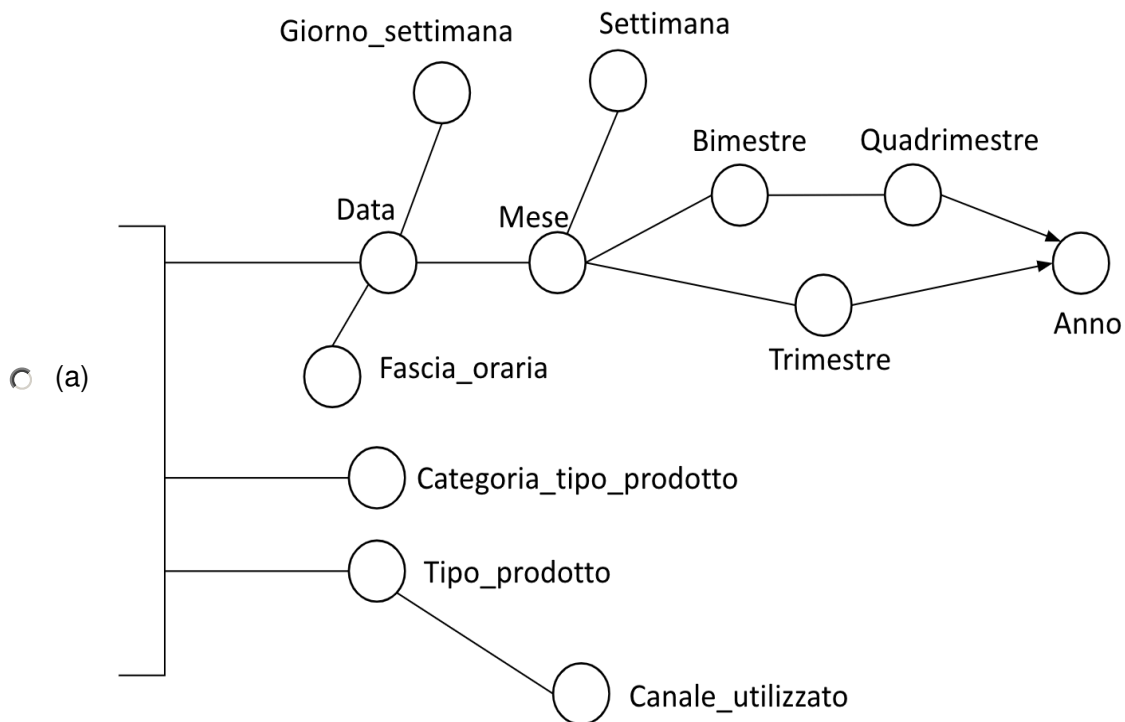 Giorno_settimana
Settimana
Bimestre
Quadrimestre
Data
Mese
Anno
Trimestre
Fascia_oraria
(a)
Categoria_tipo_prodotto
Tipo_prodotto
Canale_utilizzato